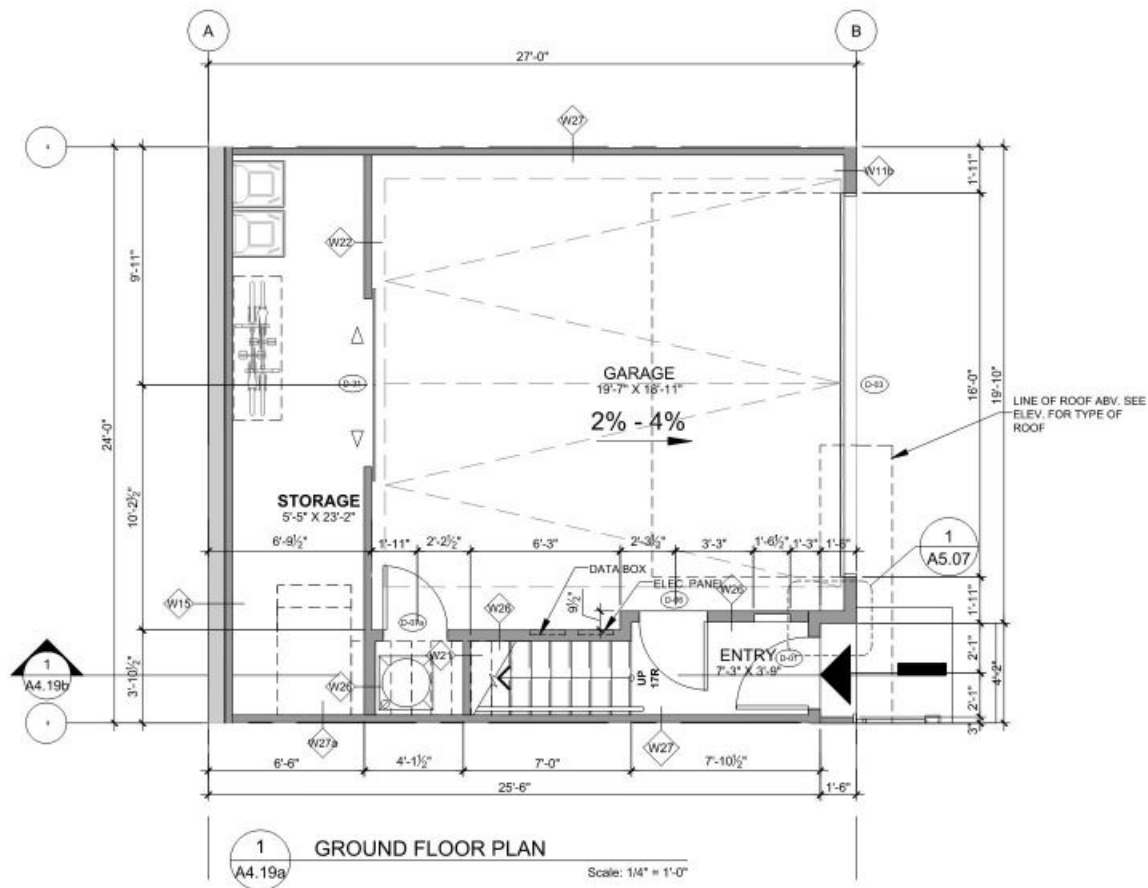 A
B
27'-0"
W27
W11b
1'-11"
W22
9'-11"
24'-0"
GARAGE
19'-7" X 18'-11"
2% - 4%
D-03
16'-0"
19'-10"
LINE OF ROOF ABV. SEE
ELEV. FOR TYPE OF
ROOF
STORAGE
5'-5" X 23'-2"
10'-2½"
6'-9½"
1'-11"
2'-2½"
6'-3"
2'-3½"
3'-3"
1'-6½"
1'-3"
1'-6"
1
A5.07
DATA BOX
ELEC. PANEL
W26
W26
9½"
1'-11"
W15
W21
ENTRY
7'-3" X 3'-9"
D-01
UP
17R
1
A4.19b
3'-10½"
W26
2'-1"
4'-2"
2'-1"
3"
W27a
W27
6'-6"
4'-1½"
7'-0"
7'-10½"
25'-6"
1'-6"
1
A4.19a
GROUND FLOOR PLAN
Scale: 1/4" = 1'-0"